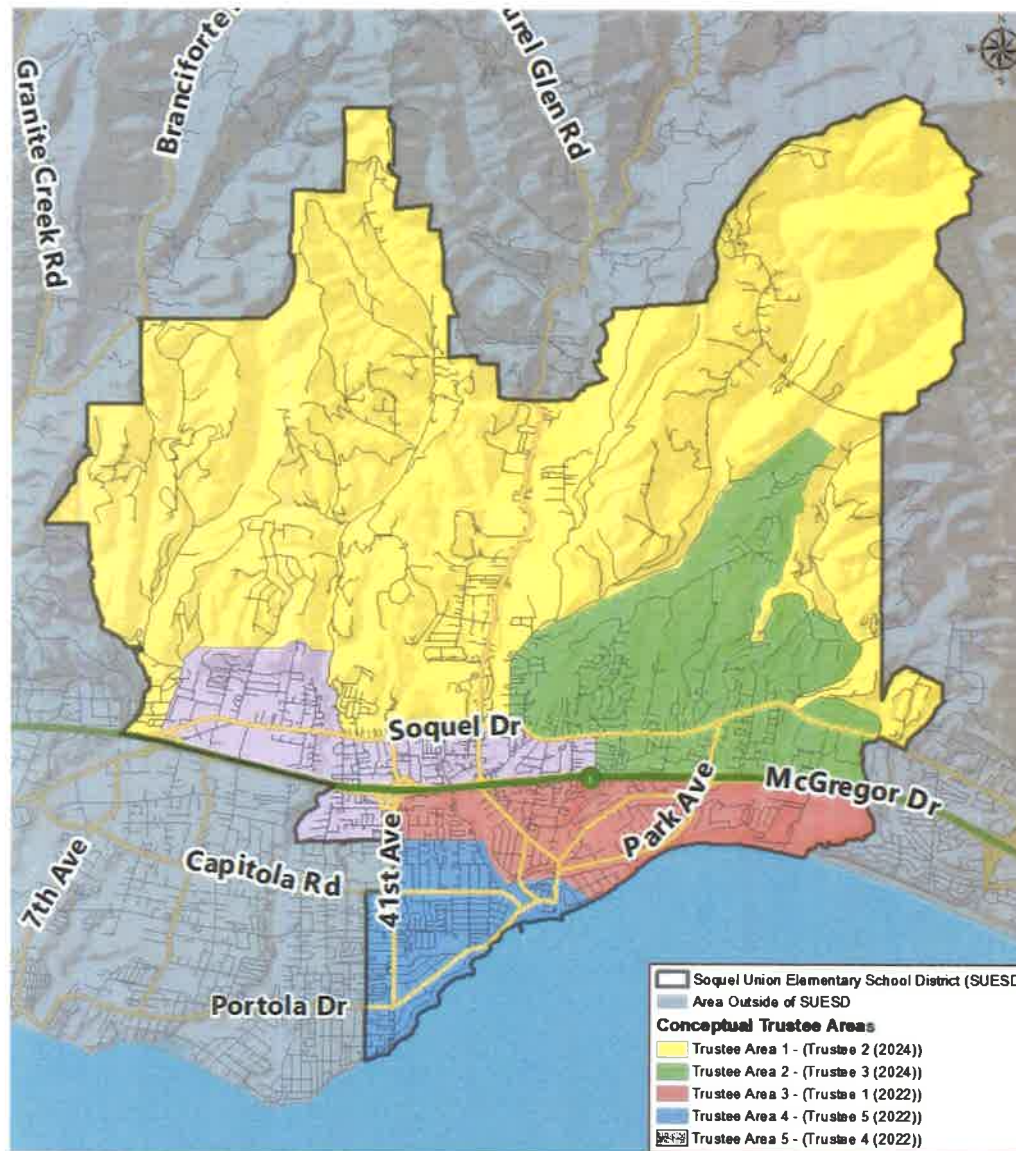 Granite Creek Rd
Branciforte
urel Glen Rd
Soquel Dr
McGregor Dr
Park Ave
41st Ave
Capitola Rd
7th Ave
Portola Dr
Soquel Union Elementary School District (SUESD
Area Outside of SUESD
Conceptual Trustee Areas
Trustee Area 1 - (Trustee 2 (2024))
Trustee Area 2 - (Trustee 3 (2024))
Trustee Area 3 - (Trustee 1 (2022))
Trustee Area 4 - (Trustee 5 (2022))
Trustee Area 5 - (Trustee 4 (2022))